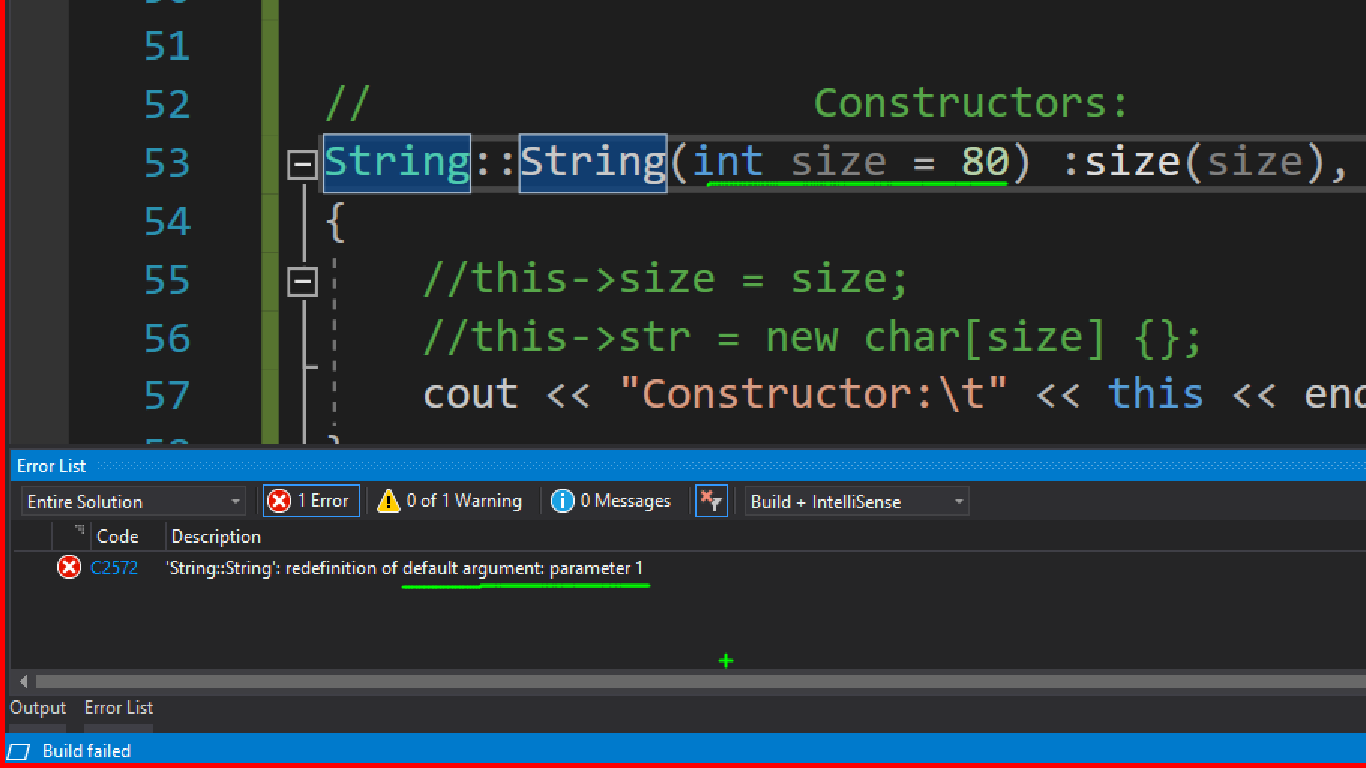 51
52 // Constructors:
53 String::String(int size = 80) :size(size),
54 {
55 //this->size = size;
56 //this->str = new char[size] {};
57 cout << "Constructor:\t" << this <<
Error List
Entire Solution 1 Error 0 of 1 Warning 0 Messages Build + IntelliSense
Code Description
C2572 'String::String': redefinition of default argument: parameter 1
Output Error List
Build failed